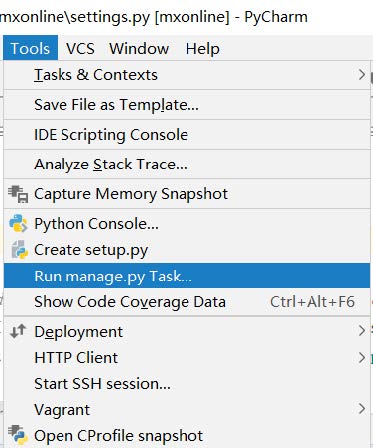 mxonline\settings.py [mxonline] - PyCharm
Tools VCS Window Help
Tasks & Contexts
Save File as Template...
IDE Scripting Console
Analyze Stack Trace...
Capture Memory Snapshot
Python Console...
Create setup.py
Run manage.py Task...
Show Code Coverage Data Ctrl+Alt+F6
Deployment
HTTP Client
Start SSH session...
Vagrant
Open CProfile snapshot